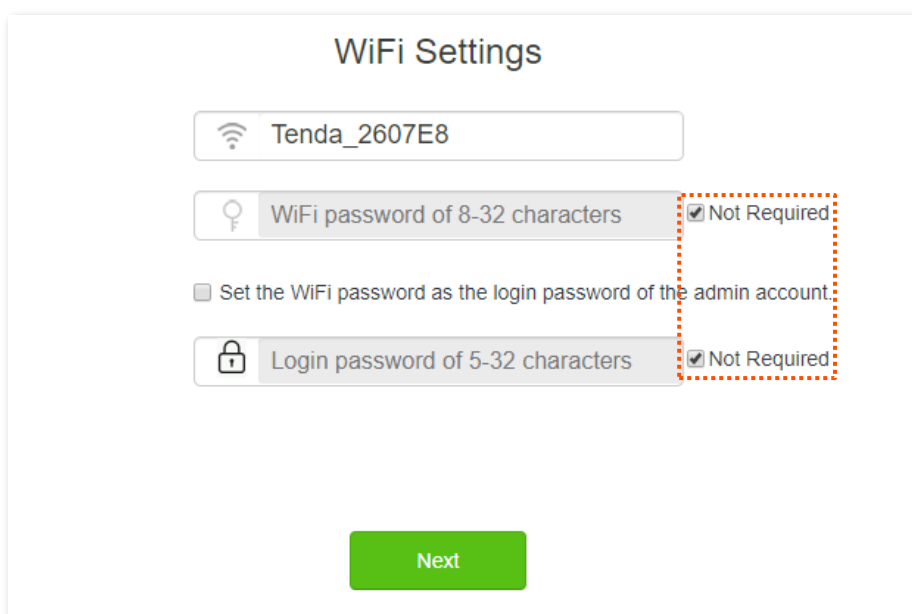 WiFi Settings
Tenda_2607E8
WiFi password of 8-32 characters
Not Required
Set the WiFi password as the login password of the admin account.
Login password of 5-32 characters
Not Required
Next